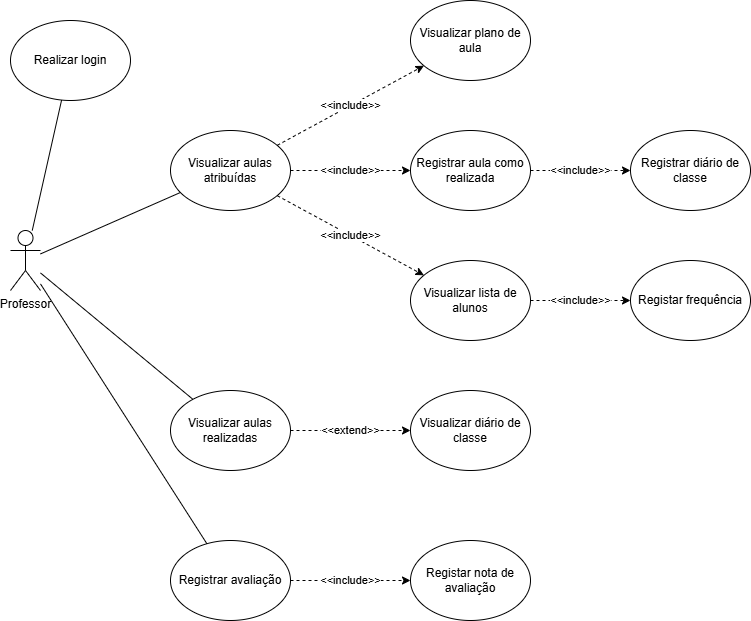 Visualizar plano de
aula
Realizar login
<<include>>
Visualizar aulas
atribuídas
<<include>>
Registrar aula como
realizada
<<include>>
Registrar diário de
classe
<<include>>
Professor
Visualizar lista de
alunos
<<include>>
Registar frequência
Visualizar aulas
realizadas
<<extend>>
Visualizar diário de
classe
Registrar avaliação
<<include>>
Registar nota de
avaliação